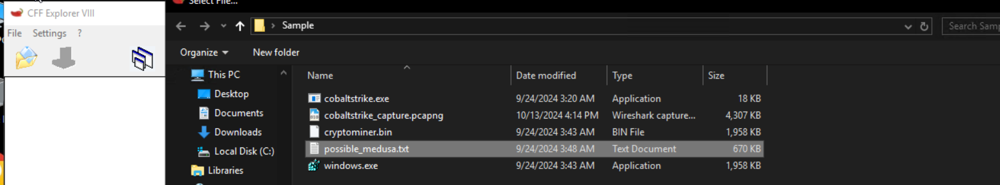 CFF Explorer VIII
File Settings ?
Select File...
Sample
Search Sam
Organize New folder
This PC
Desktop
Documents
Downloads
Local Disk (C:)
Libraries
Name Date modified Type Size
cobaltstrike.exe 9/24/2024 3:20 AM Application 18 KB
cobaltstrike_capture.pcapng 10/13/2024 4:14 PM Wireshark capture... 4,307 KB
cryptominer.bin 9/24/2024 3:43 AM BIN File 1,958 KB
possible_medusa.txt 9/24/2024 3:48 AM Text Document 670 KB
windows.exe 9/24/2024 3:43 AM Application 1,958 KB